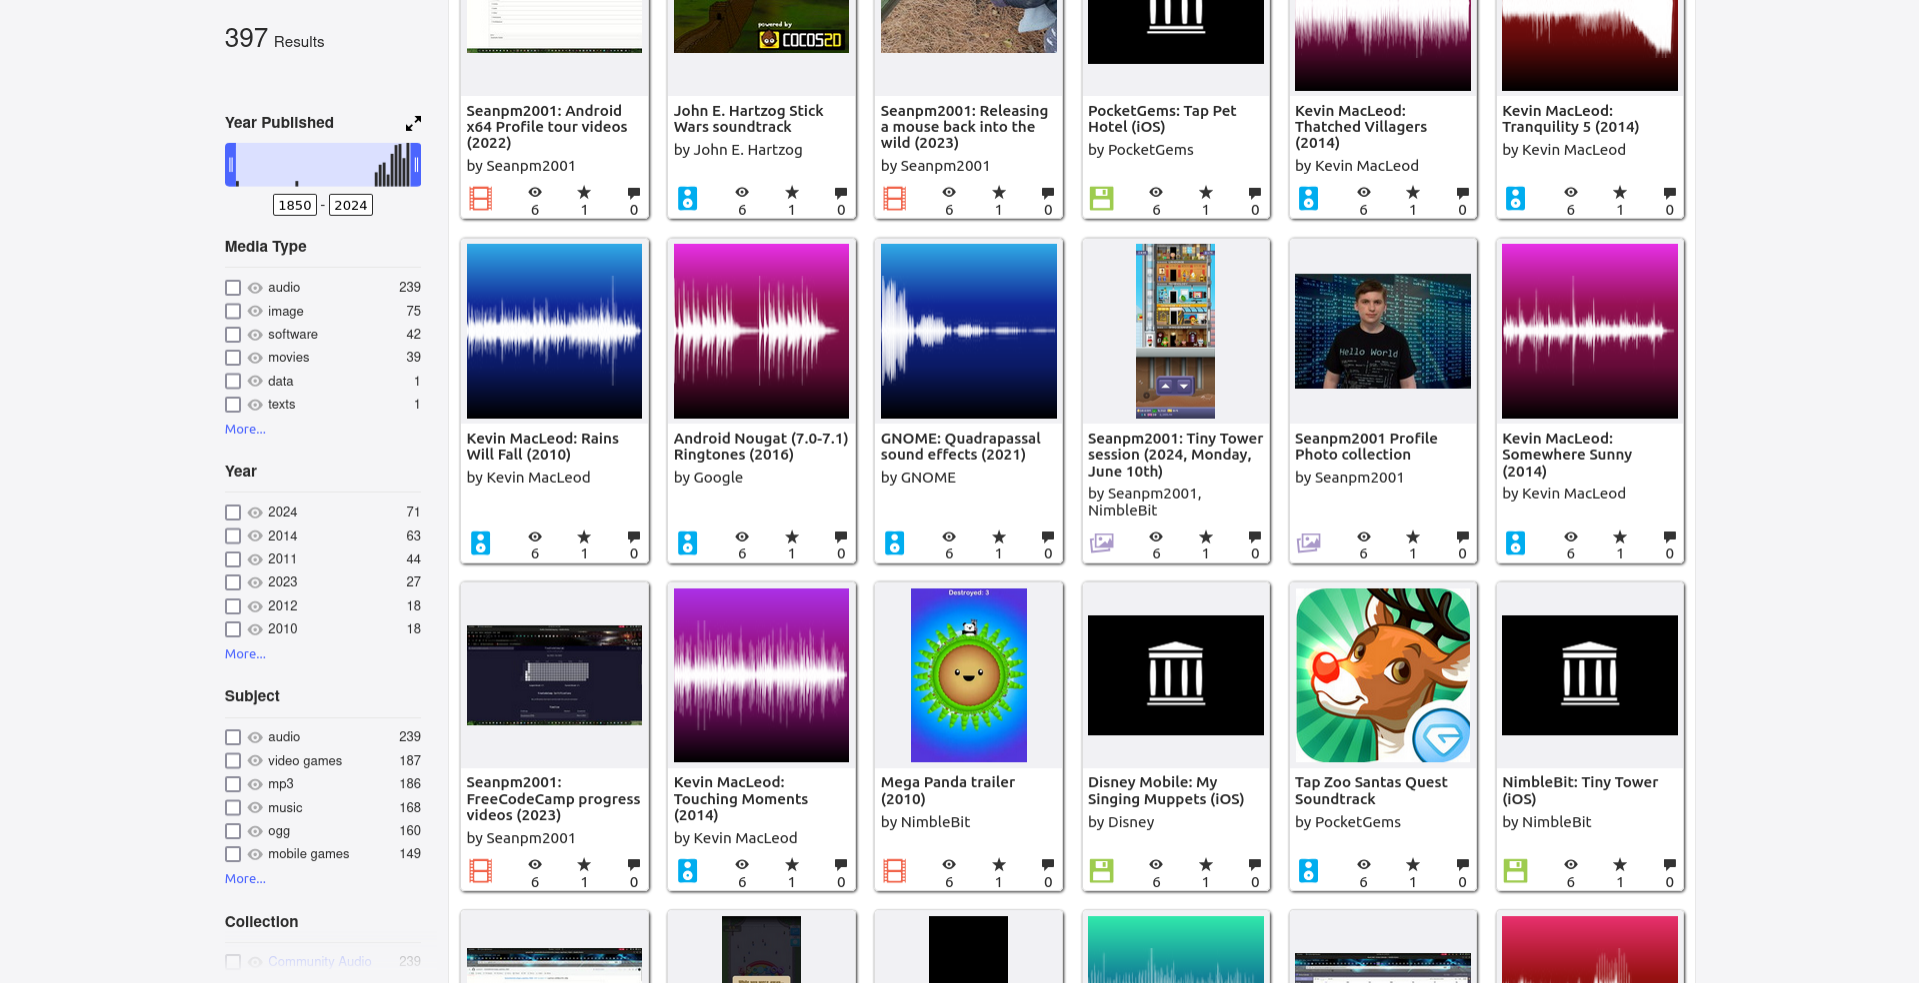 397 Results
Year Published
1850 - 2024
Media Type
audio 239
image 75
software 42
movies 39
data 1
texts 1
More...
Year
2024 71
2014 63
2011 44
2023 27
2012 18
2010 18
More...
Subject
audio 239
video games 187
mp3 186
music 168
ogg 160
mobile games 149
More...
Collection
Community Audio 239
powered by
COCOS2D
Seanpm2001: Android
x64 Profile tour videos
(2022)
by Seanpm2001
6 1 0
John E. Hartzog Stick
Wars soundtrack
by John E. Hartzog
6 1 0
Seanpm2001: Releasing
a mouse back into the
wild (2023)
by Seanpm2001
6 1 0
PocketGems: Tap Pet
Hotel (iOS)
by PocketGems
6 1 0
Kevin MacLeod:
Thatched Villagers
(2014)
by Kevin MacLeod
6 1 0
Kevin MacLeod:
Tranquility 5 (2014)
by Kevin MacLeod
6 1 0
Kevin MacLeod: Rains
Will Fall (2010)
by Kevin MacLeod
6 1 0
Android Nougat (7.0-7.1)
Ringtones (2016)
by Google
6 1 0
GNOME: Quadrapassal
sound effects (2021)
by GNOME
6 1 0
Seanpm2001: Tiny Tower
session (2024, Monday,
June 10th)
by Seanpm2001,
NimbleBit
6 1 0
Hello World
Seanpm2001 Profile
Photo collection
by Seanpm2001
6 1 0
Kevin MacLeod:
Somewhere Sunny
(2014)
by Kevin MacLeod
6 1 0
Seanpm2001:
FreeCodeCamp progress
videos (2023)
by Seanpm2001
6 1 0
Kevin MacLeod:
Touching Moments
(2014)
by Kevin MacLeod
6 1 0
Destroyed: 3
Mega Panda trailer
(2010)
by NimbleBit
6 1 0
Disney Mobile: My
Singing Muppets (iOS)
by Disney
6 1 0
Tap Zoo Santas Quest
Soundtrack
by PocketGems
6 1 0
NimbleBit: Tiny Tower
(iOS)
by NimbleBit
6 1 0